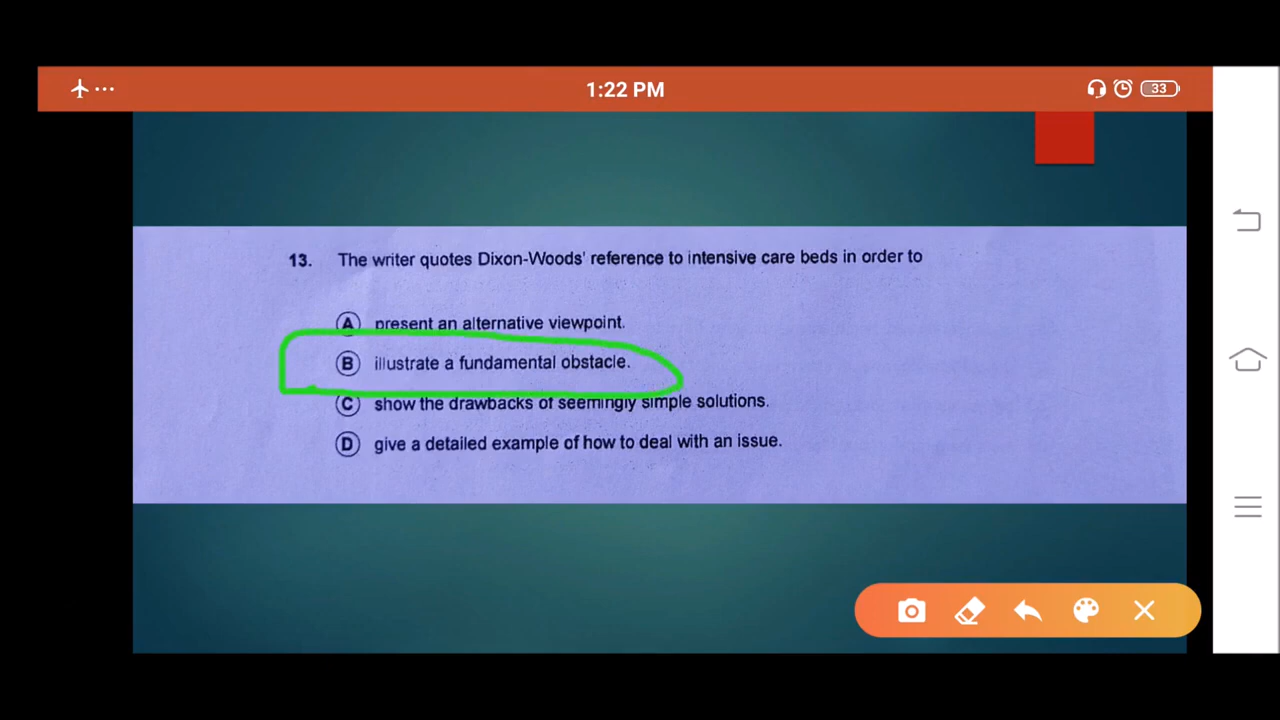 1:22 PM
33
13. The writer quotes Dixon-Woods' reference to intensive care beds in order to
A present an alternative viewpoint.
B illustrate a fundamental obstacle.
C show the drawbacks of seemingly simple solutions.
D give a detailed example of how to deal with an issue.